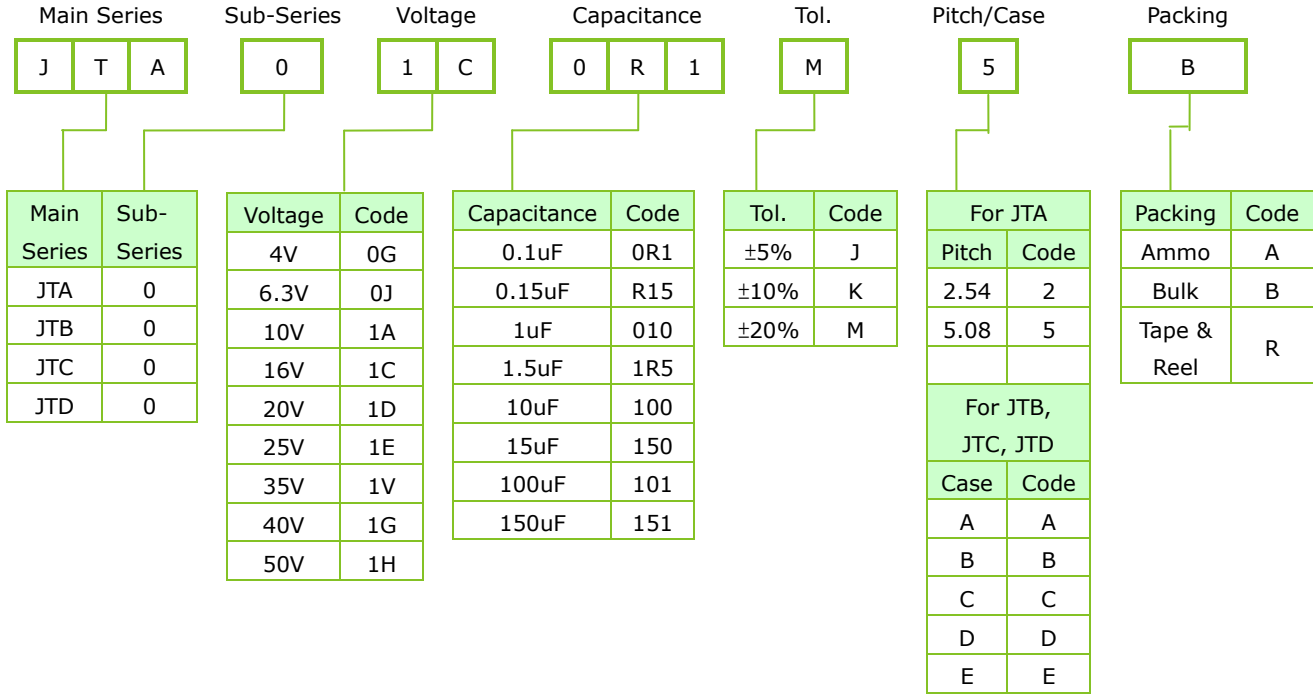 Main Series Sub-Series Voltage Capacitance Tol. Pitch/Case Packing
J T A 0 1 C 0 R 1 M 5 B
Main Series Sub-Series
JTA 0
JTB 0
JTC 0
JTD 0
Voltage Code
4V 0G
6.3V 0J
10V 1A
16V 1C
20V 1D
25V 1E
35V 1V
40V 1G
50V 1H
Capacitance Code
0.1uF 0R1
0.15uF R15
1uF 010
1.5uF 1R5
10uF 100
15uF 150
100uF 101
150uF 151
Tol. Code
±5% J
±10% K
±20% M
For JTA
Pitch Code
2.54 2
5.08 5
For JTB,
JTC, JTD
Case Code
A A
B B
C C
D D
E E
Packing Code
Ammo A
Bulk B
Tape & Reel R